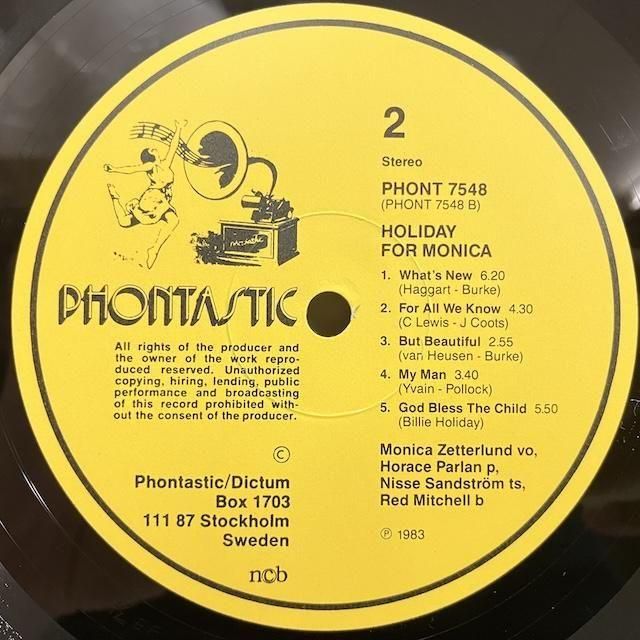 2
Stereo
PHONT 7548
(PHONT 7548 B)
HOLIDAY
FOR MONICA
1. What's New 6.20
(Haggart - Burke)
2. For All We Know 4.30
(C Lewis - J Coots)
3. But Beautiful 2.55
(van Heusen - Burke)
4. My Man 3.40
(Yvain - Pollock)
5. God Bless The Child 5.50
(Billie Holiday)
Monica Zetterlund vo,
Horace Parlan p,
Nisse Sandström ts,
Red Mitchell b
℗ 1983
PHONTASTIC
All rights of the producer and
the owner of the work repro-
duced reserved. Unauthorized
copying, hiring, lending, public
performance and broadcasting
of this record prohibited with-
out the consent of the producer.
©
Phontastic/Dictum
Box 1703
111 87 Stockholm
Sweden
ncb